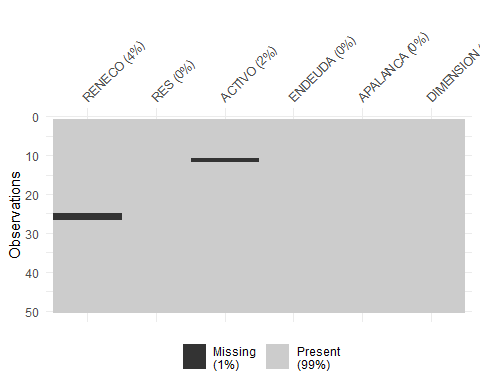 RENECO (4%)
RES (0%)
ACTIVO (2%)
ENDEUDA (0%)
APALANCA (0%)
DIMENSION
0
10
20
30
40
50
Observations
Missing
(1%)
Present
(99%)